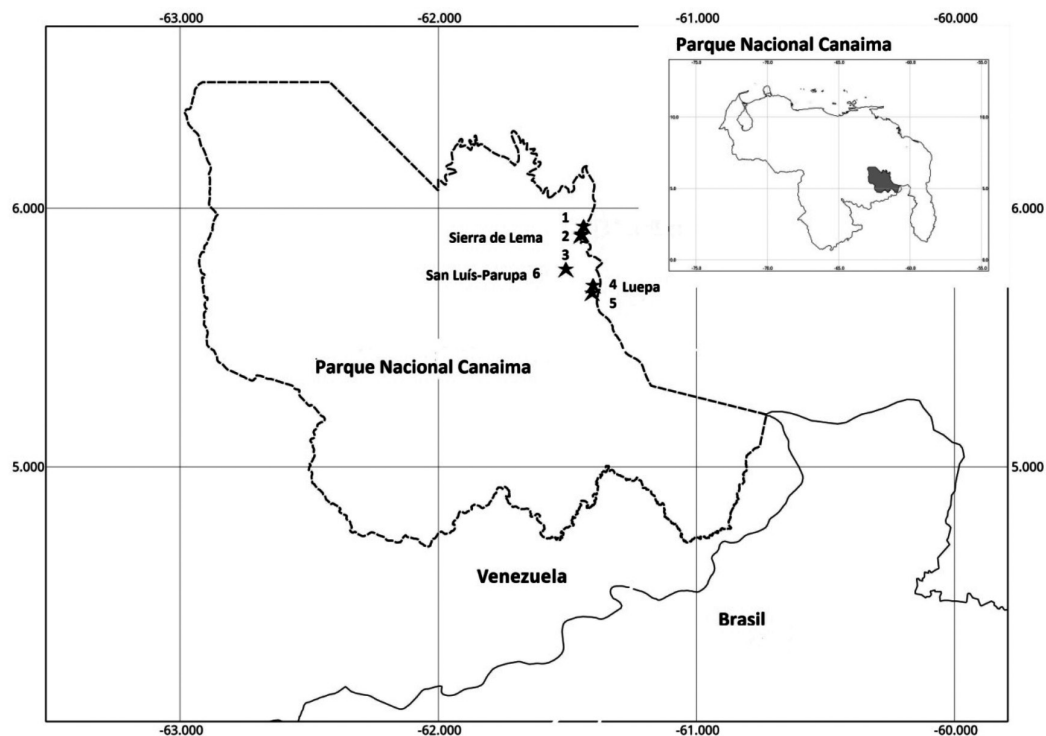 -63.000 -62.000 -61.000 -60.000
Parque Nacional Canaima
6.000 6.000
1
Sierra de Lema 2
3
San Luís-Parupa 6
4 Luepa
5
Parque Nacional Canaima
5.000 5.000
Venezuela
Brasil
-63.000 -62.000 -61.000 -60.000